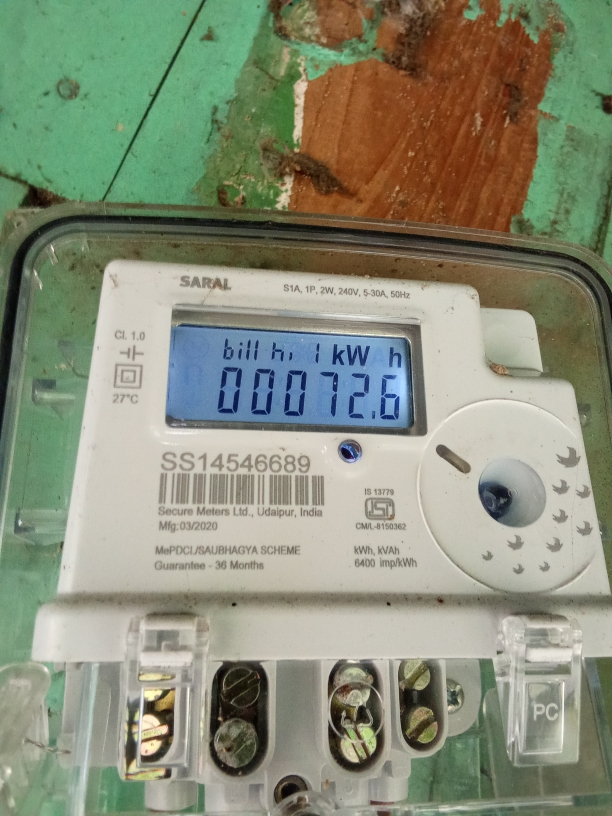 SARAL
S1A, 1P, 2W, 240V, 5-30A, 50Hz
Cl. 1.0
27°C
bill hi 1 kW h
00072.6
SS14546689
Secure Meters Ltd., Udaipur, India
Mfg:03/2020
IS 13779
CM/L-8150362
MePDCL/SAUBHAGYA SCHEME
Guarantee - 36 Months
kWh, kVAh
6400 imp/kWh
PC